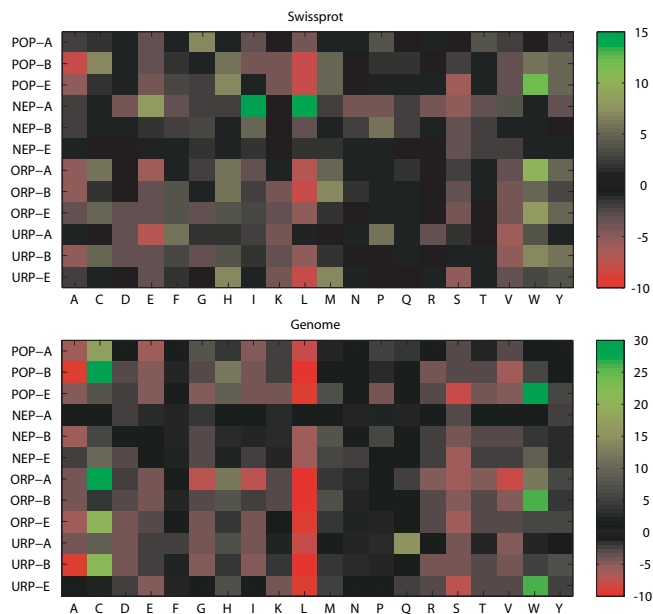 Swissprot
POP-A
POP-B
POP-E
NEP-A
NEP-B
NEP-E
ORP-A
ORP-B
ORP-E
URP-A
URP-B
URP-E
A C D E F G H I K L M N P Q R S T V W Y
15
10
5
0
-5
-10
Genome
POP-A
POP-B
POP-E
NEP-A
NEP-B
NEP-E
ORP-A
ORP-B
ORP-E
URP-A
URP-B
URP-E
A C D E F G H I K L M N P Q R S T V W Y
30
25
20
15
10
5
0
-5
-10